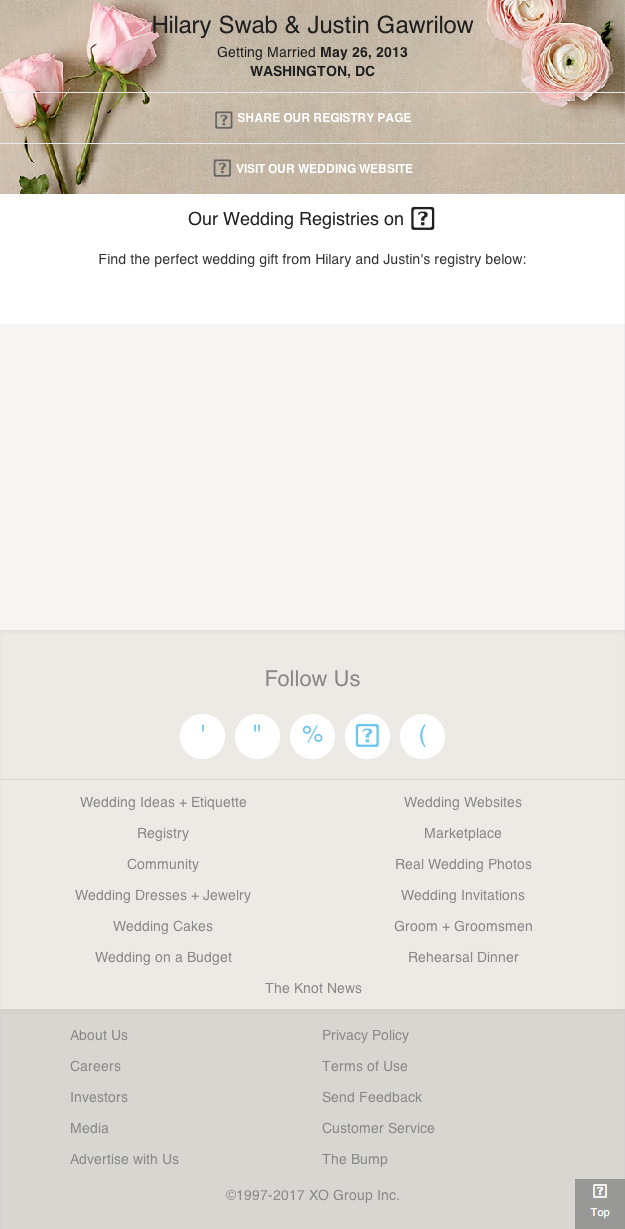 Hilary Swab & Justin Gawrilow
Getting Married May 26, 2013
WASHINGTON, DC
SHARE OUR REGISTRY PAGE
VISIT OUR WEDDING WEBSITE
Our Wedding Registries on
Find the perfect wedding gift from Hilary and Justin's registry below:
Follow Us
' " % ? (
Wedding Ideas + Etiquette
Wedding Websites
Registry
Marketplace
Community
Real Wedding Photos
Wedding Dresses + Jewelry
Wedding Invitations
Wedding Cakes
Groom + Groomsmen
Wedding on a Budget
Rehearsal Dinner
The Knot News
About Us
Privacy Policy
Careers
Terms of Use
Investors
Send Feedback
Media
Customer Service
Advertise with Us
The Bump
©1997-2017 XO Group Inc.
Top